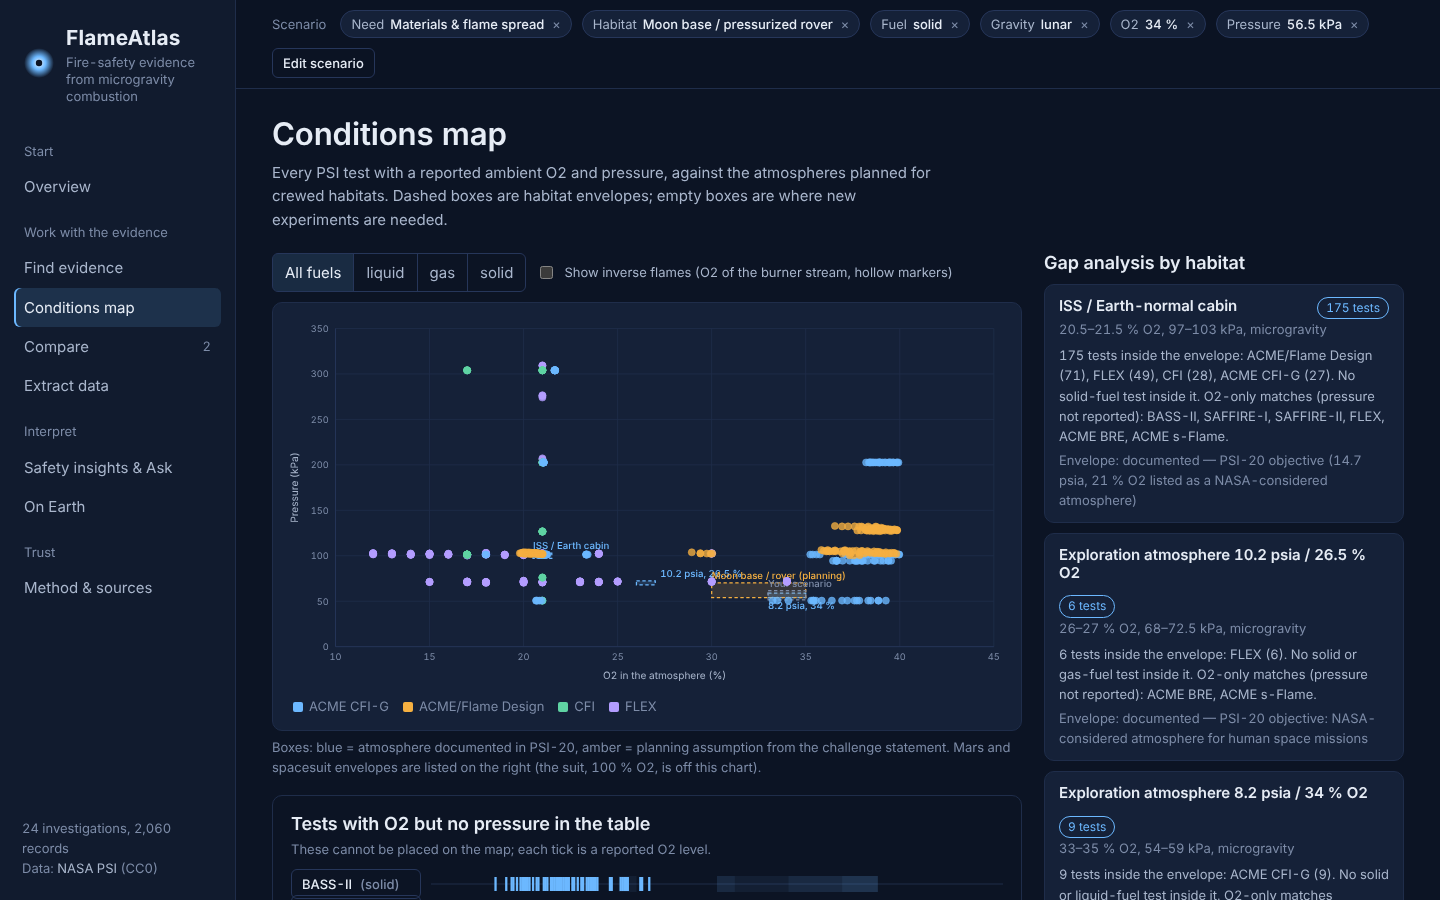 FlameAtlas
Fire-safety evidence
from microgravity
combustion
Start
Overview
Work with the evidence
Find evidence
Conditions map
Compare 2
Extract data
Interpret
Safety insights & Ask
On Earth
Trust
Method & sources
24 investigations, 2,060
records
Data: NASA PSI (CC0)
Scenario Need Materials & flame spread × Habitat Moon base / pressurized rover × Fuel solid × Gravity lunar × O2 34 % × Pressure 56.5 kPa ×
Edit scenario
Conditions map
Every PSI test with a reported ambient O2 and pressure, against the atmospheres planned for
crewed habitats. Dashed boxes are habitat envelopes; empty boxes are where new
experiments are needed.
All fuels liquid gas solid Show inverse flames (O2 of the burner stream, hollow markers)
350
300
250
200
150
100
50
0
Pressure (kPa)
ISS / Earth cabin
10.2 psia, 26.5 %
Moon base / rover (planning)
Your scenario
8.2 psia, 34 %
10 15 20 25 30 35 40 45
O2 in the atmosphere (%)
ACME CFI-G ACME/Flame Design CFI FLEX
Boxes: blue = atmosphere documented in PSI-20, amber = planning assumption from the challenge statement. Mars and
spacesuit envelopes are listed on the right (the suit, 100 % O2, is off this chart).
Tests with O2 but no pressure in the table
These cannot be placed on the map; each tick is a reported O2 level.
BASS-II (solid)
Gap analysis by habitat
ISS / Earth-normal cabin 175 tests
20.5–21.5 % O2, 97–103 kPa, microgravity
175 tests inside the envelope: ACME/Flame Design
(71), FLEX (49), CFI (28), ACME CFI-G (27). No
solid-fuel test inside it. O2-only matches (pressure
not reported): BASS-II, SAFFIRE-I, SAFFIRE-II, FLEX,
ACME BRE, ACME s-Flame.
Envelope: documented — PSI-20 objective (14.7
psia, 21 % O2 listed as a NASA-considered
atmosphere)
Exploration atmosphere 10.2 psia / 26.5 %
O2
6 tests
26–27 % O2, 68–72.5 kPa, microgravity
6 tests inside the envelope: FLEX (6). No solid or
gas-fuel test inside it. O2-only matches (pressure
not reported): ACME BRE, ACME s-Flame.
Envelope: documented — PSI-20 objective: NASA-
considered atmosphere for human space missions
Exploration atmosphere 8.2 psia / 34 % O2
9 tests
33–35 % O2, 54–59 kPa, microgravity
9 tests inside the envelope: ACME CFI-G (9). No solid
or liquid-fuel test inside it. O2-only matches